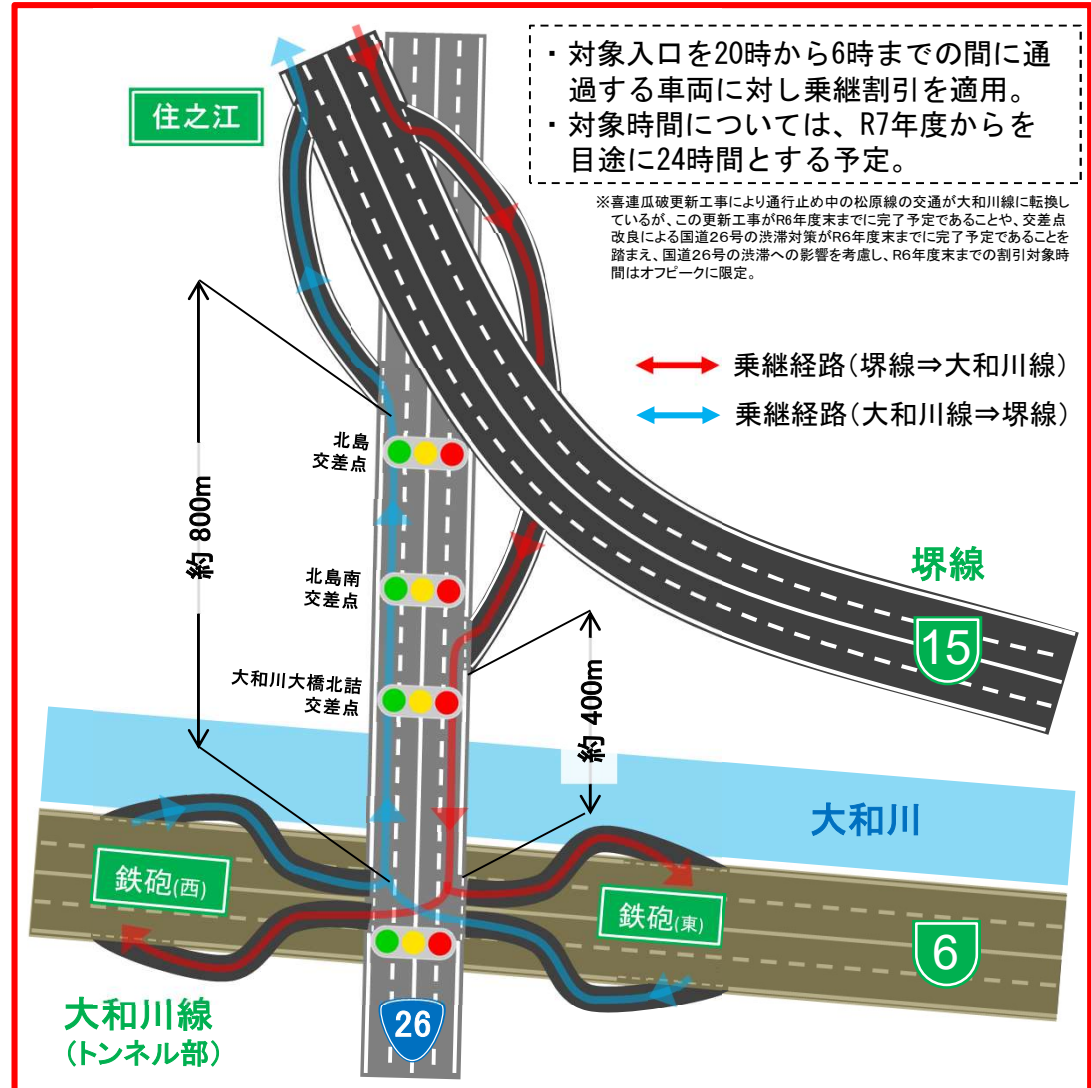 住之江
・対象入口を20時から6時までの間に通
過する車両に対し乗継割引を適用。
・対象時間については、R7年度からを
目途に24時間とする予定。
※喜連瓜破更新工事により通行止め中の松原線の交通が大和川線に転換
しているが、この更新工事がR6年度末までに完了予定であることや、交差点
改良による国道26号の渋滞対策がR6年度末までに完了予定であることを
踏まえ、国道26号の渋滞への影響を考慮し、R6年度末までの割引対象時
間はオフピークに限定。
乗継経路(堺線⇒大和川線)
乗継経路(大和川線⇒堺線)
北島
交差点
約 800m
北島南
交差点
堺線
15
大和川大橋北詰
交差点
約 400m
大和川
鉄砲(西)
鉄砲(東)
6
大和川線
(トンネル部)
26